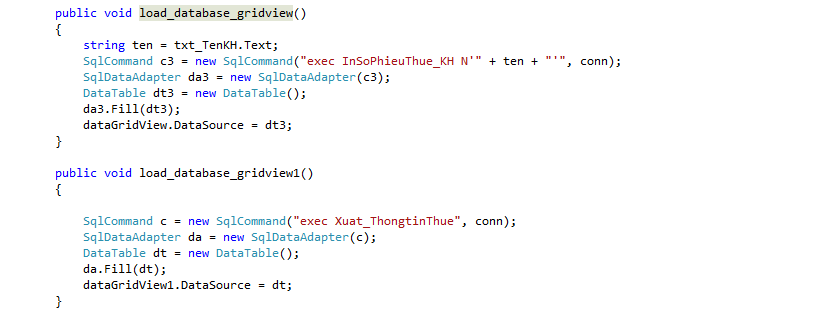 public void load_database_gridview()
{
string ten = txt_TenKH.Text;
SqlCommand c3 = new SqlCommand("exec InSoPhieuThue_KH N'" + ten + "'", conn);
SqlDataAdapter da3 = new SqlDataAdapter(c3);
DataTable dt3 = new DataTable();
da3.Fill(dt3);
dataGridView.DataSource = dt3;
}
public void load_database_gridview1()
{
SqlCommand c = new SqlCommand("exec Xuat_ThongtinThue", conn);
SqlDataAdapter da = new SqlDataAdapter(c);
DataTable dt = new DataTable();
da.Fill(dt);
dataGridView1.DataSource = dt;
}